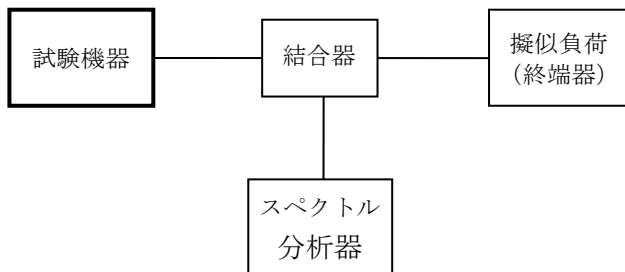 試験機器
結合器
擬似負荷
（終端器）
スペクトル
分析器